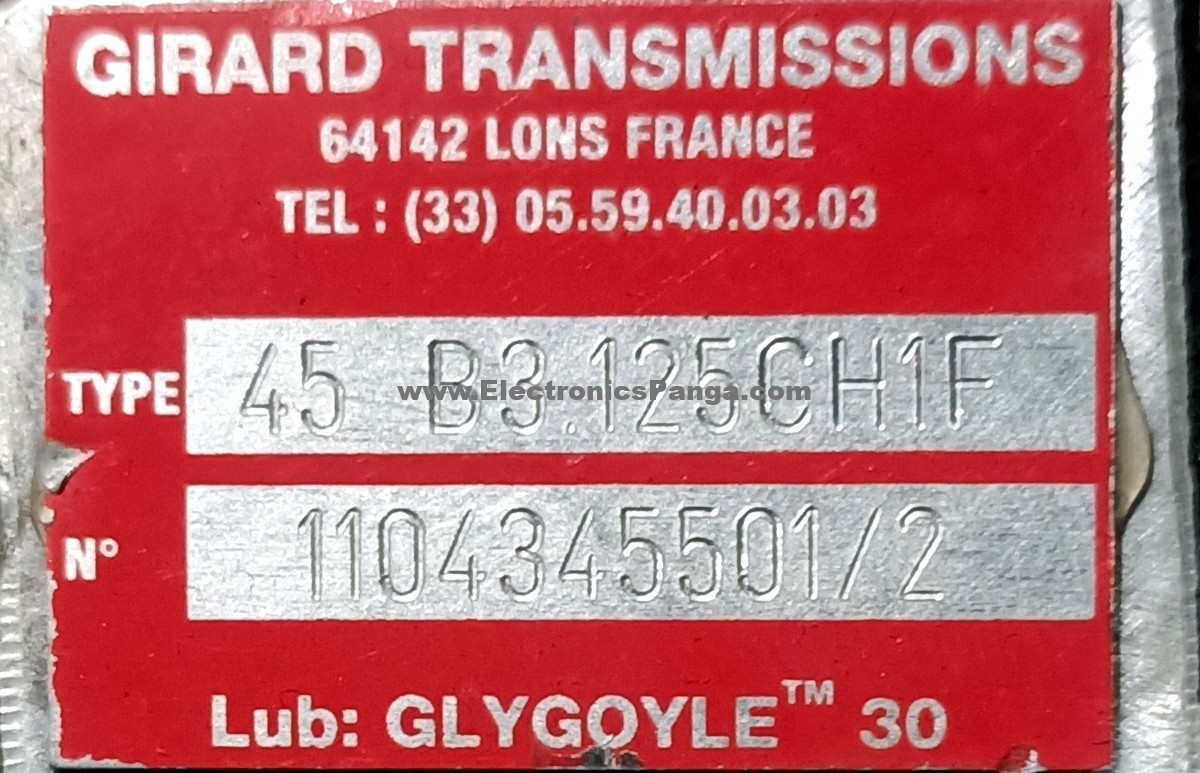 GIRARD TRANSMISSIONS
64142 LONS FRANCE
TEL : (33) 05.59.40.03.03
TYPE 45 B3.125CH1F
www.ElectronicsPanga.com
N° 1104345501/2
Lub: GLYGOYLE™ 30